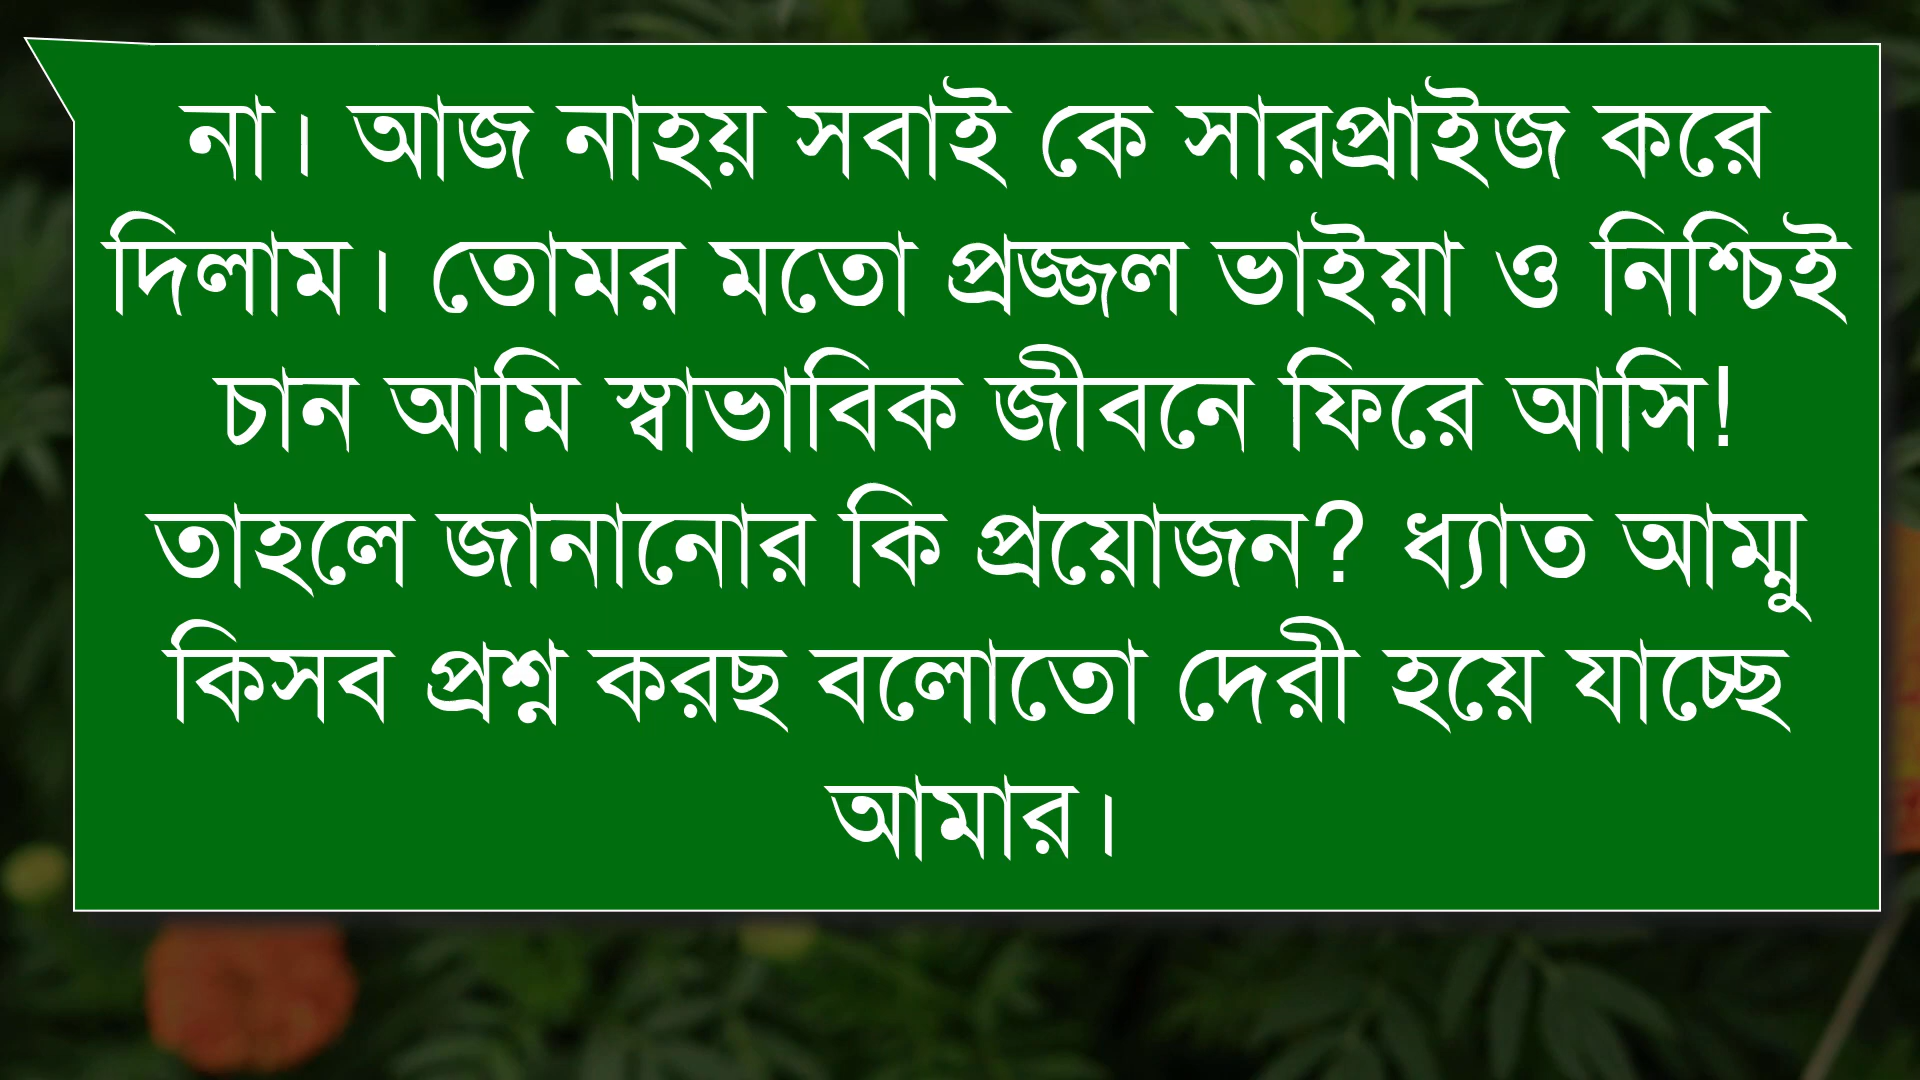 না। আজ নাহয় সবাই কে সারপ্রাইজ করে
দিলাম। তোমর মতো প্রজ্জল ভাইয়া ও নিশ্চিই
চান আমি স্বাভাবিক জীবনে ফিরে আসি!
তাহলে জানানোর কি প্রয়োজন? ধ্যাত আম্মু
কিসব প্রশ্ন করছ বলোতো দেরী হয়ে যাচ্ছে
আমার।